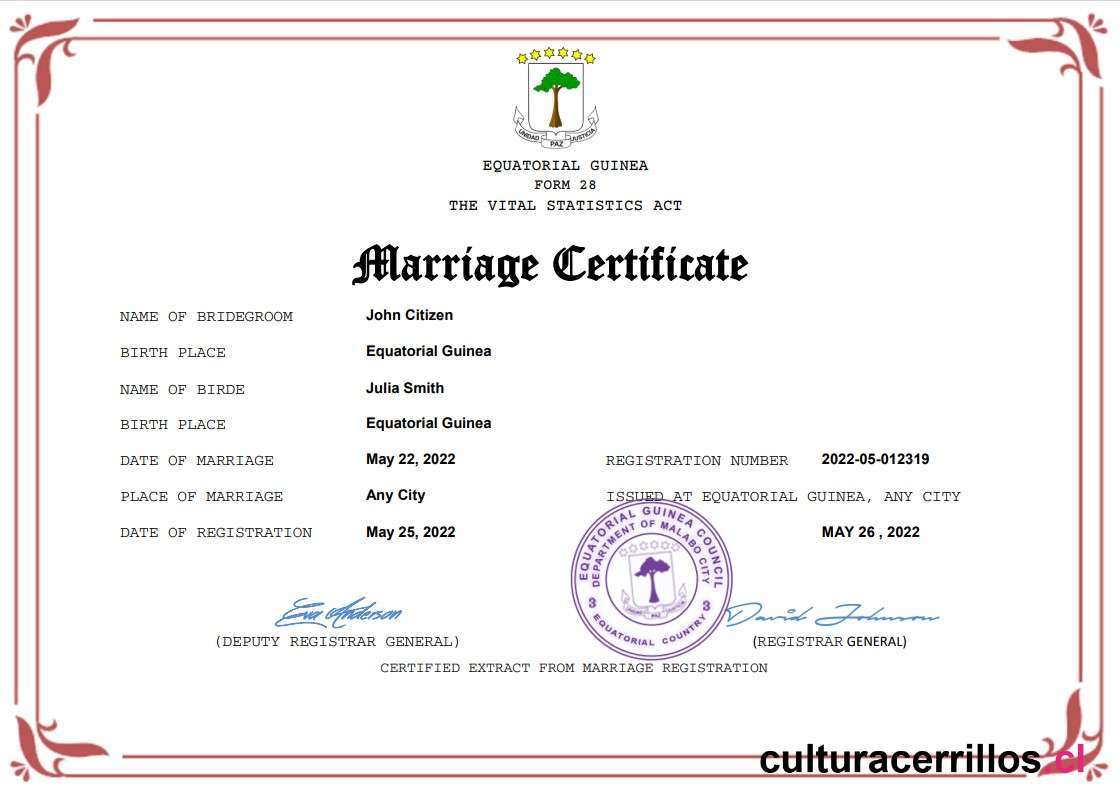 UNIDAD PAZ JUSTICIA
EQUATORIAL GUINEA
FORM 28
THE VITAL STATISTICS ACT
Marriage Certificate
NAME OF BRIDEGROOM John Citizen
BIRTH PLACE Equatorial Guinea
NAME OF BIRDE Julia Smith
BIRTH PLACE Equatorial Guinea
DATE OF MARRIAGE May 22, 2022 REGISTRATION NUMBER 2022-05-012319
PLACE OF MARRIAGE Any City ISSUED AT EQUATORIAL GUINEA, ANY CITY
DATE OF REGISTRATION May 25, 2022 MAY 26 , 2022
EQUATORIAL GUINEA COUNCIL
DEPARTMENT OF MALABO CITY
UNIDAD PAZ JUSTICIA
3 3
EQUATORIAL COUNTRY
Eva Anderson David Johnson
(DEPUTY REGISTRAR GENERAL) (REGISTRAR GENERAL)
CERTIFIED EXTRACT FROM MARRIAGE REGISTRATION
culturacerrillos.cl